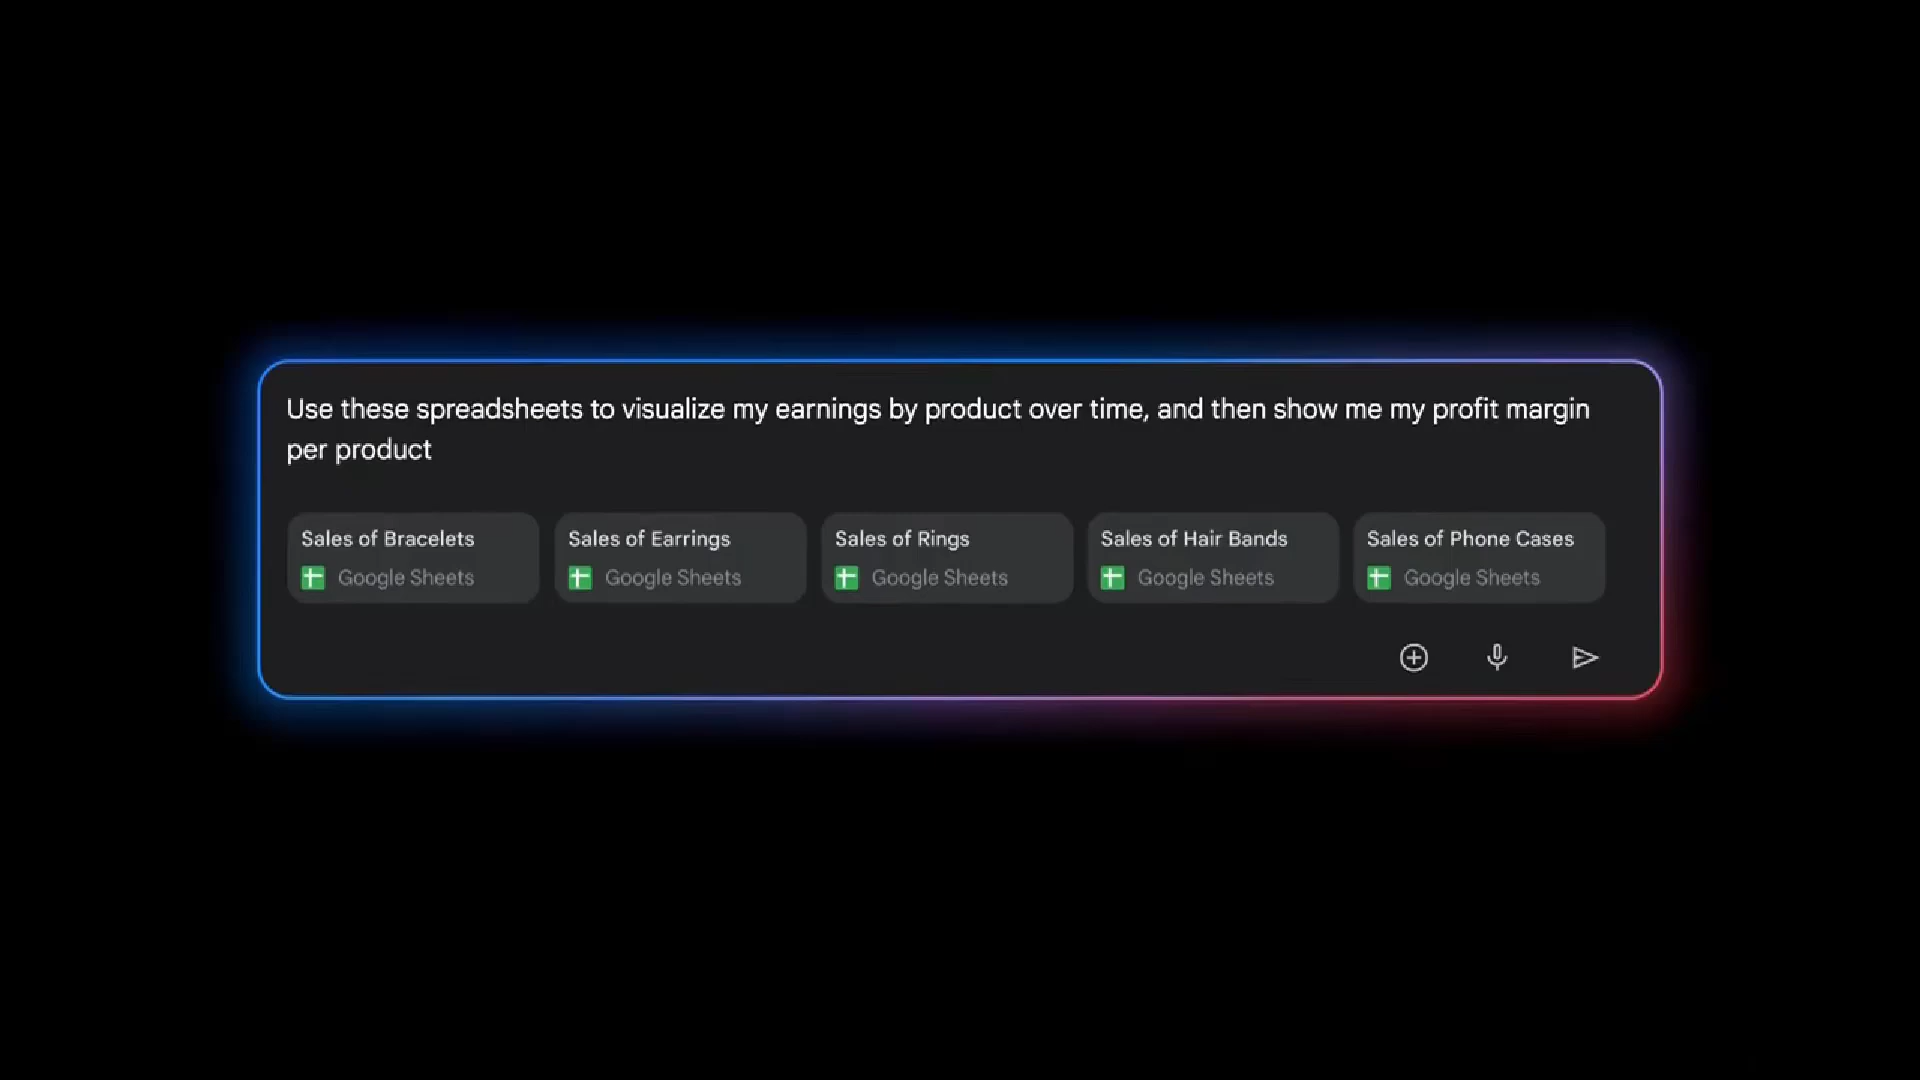 Use these spreadsheets to visualize my earnings by product over time, and then show me my profit margin
per product
Sales of Bracelets
Google Sheets
Sales of Earrings
Google Sheets
Sales of Rings
Google Sheets
Sales of Hair Bands
Google Sheets
Sales of Phone Cases
Google Sheets